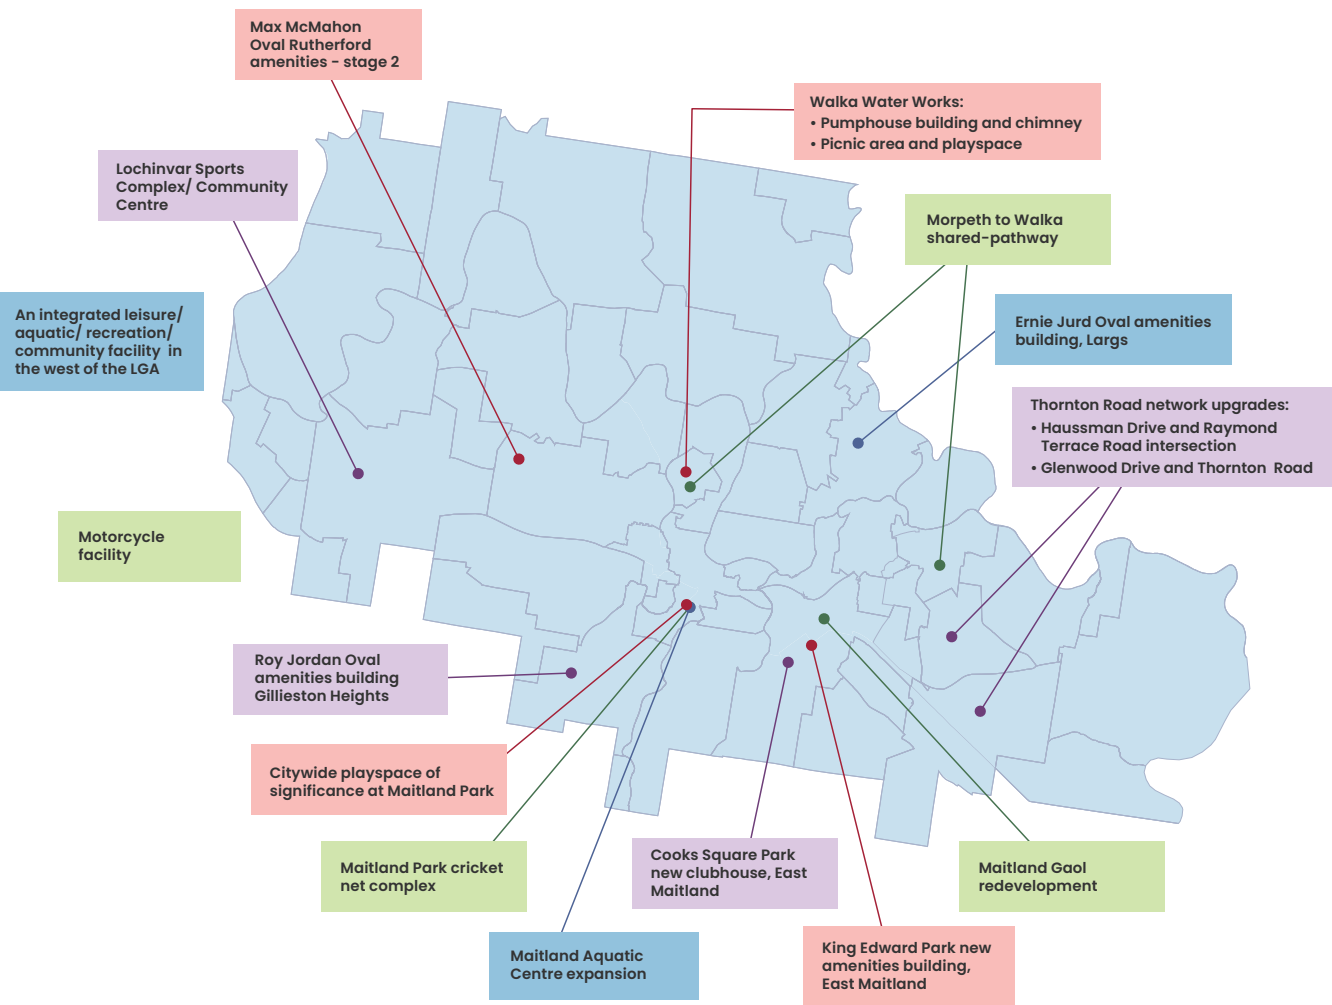 Max McMahon
Oval Rutherford
amenities - stage 2
Walka Water Works:
• Pumphouse building and chimney
• Picnic area and playspace
Lochinvar Sports
Complex/ Community
Centre
Morpeth to Walka
shared-pathway
An integrated leisure/
aquatic/ recreation/
community facility in
the west of the LGA
Ernie Jurd Oval amenities
building, Largs
Thornton Road network upgrades:
• Haussman Drive and Raymond
Terrace Road intersection
• Glenwood Drive and Thornton Road
Motorcycle
facility
Roy Jordan Oval
amenities building
Gillieston Heights
Citywide playspace of
significance at Maitland Park
Maitland Park cricket
net complex
Cooks Square Park
new clubhouse, East
Maitland
Maitland Gaol
redevelopment
Maitland Aquatic
Centre expansion
King Edward Park new
amenities building,
East Maitland